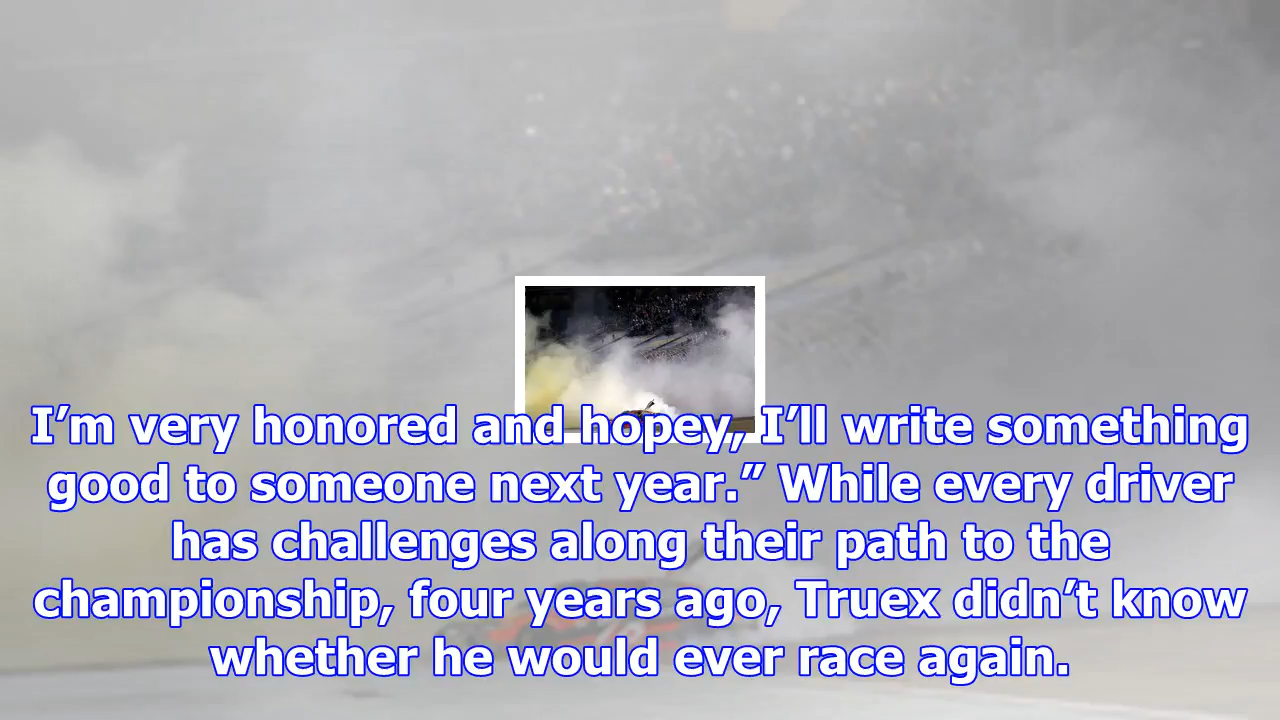 I’m very honored and hopey, I’ll write something
good to someone next year.” While every driver
has challenges along their path to the
championship, four years ago, Truex didn’t know
whether he would ever race again.